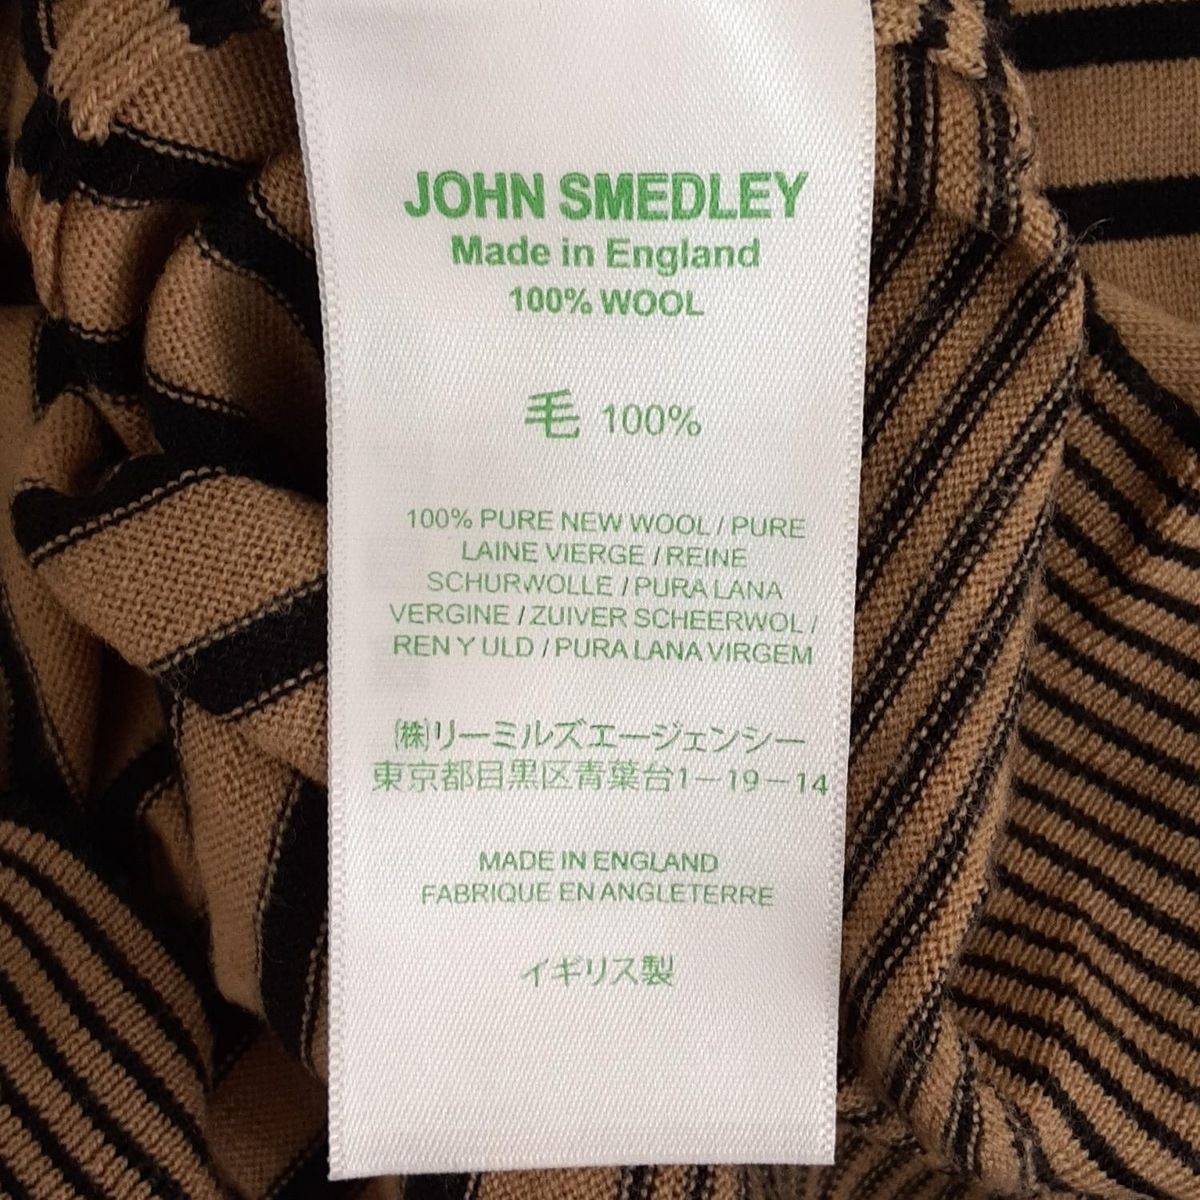 JOHN SMEDLEY
Made in England
100% WOOL
毛 100%
100% PURE NEW WOOL / PURE
LAINE VIERGE / REINE
SCHURWOLLE / PURA LANA
VERGINE / ZUIVER SCHEERWOL /
REN Y ULD / PURA LANA VIRGEM
(株)リーミルズエージェンシー
東京都目黒区青葉台1－19－14
MADE IN ENGLAND
FABRIQUE EN ANGLETERRE
イギリス製